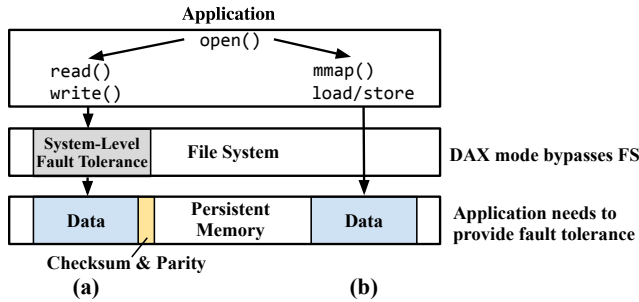 Application
open()
read()
write()
mmap()
load/store
System-Level
Fault Tolerance
File System
DAX mode bypasses FS
Data
Persistent
Memory
Data
Application needs to
provide fault tolerance
Checksum & Parity
(a)
(b)